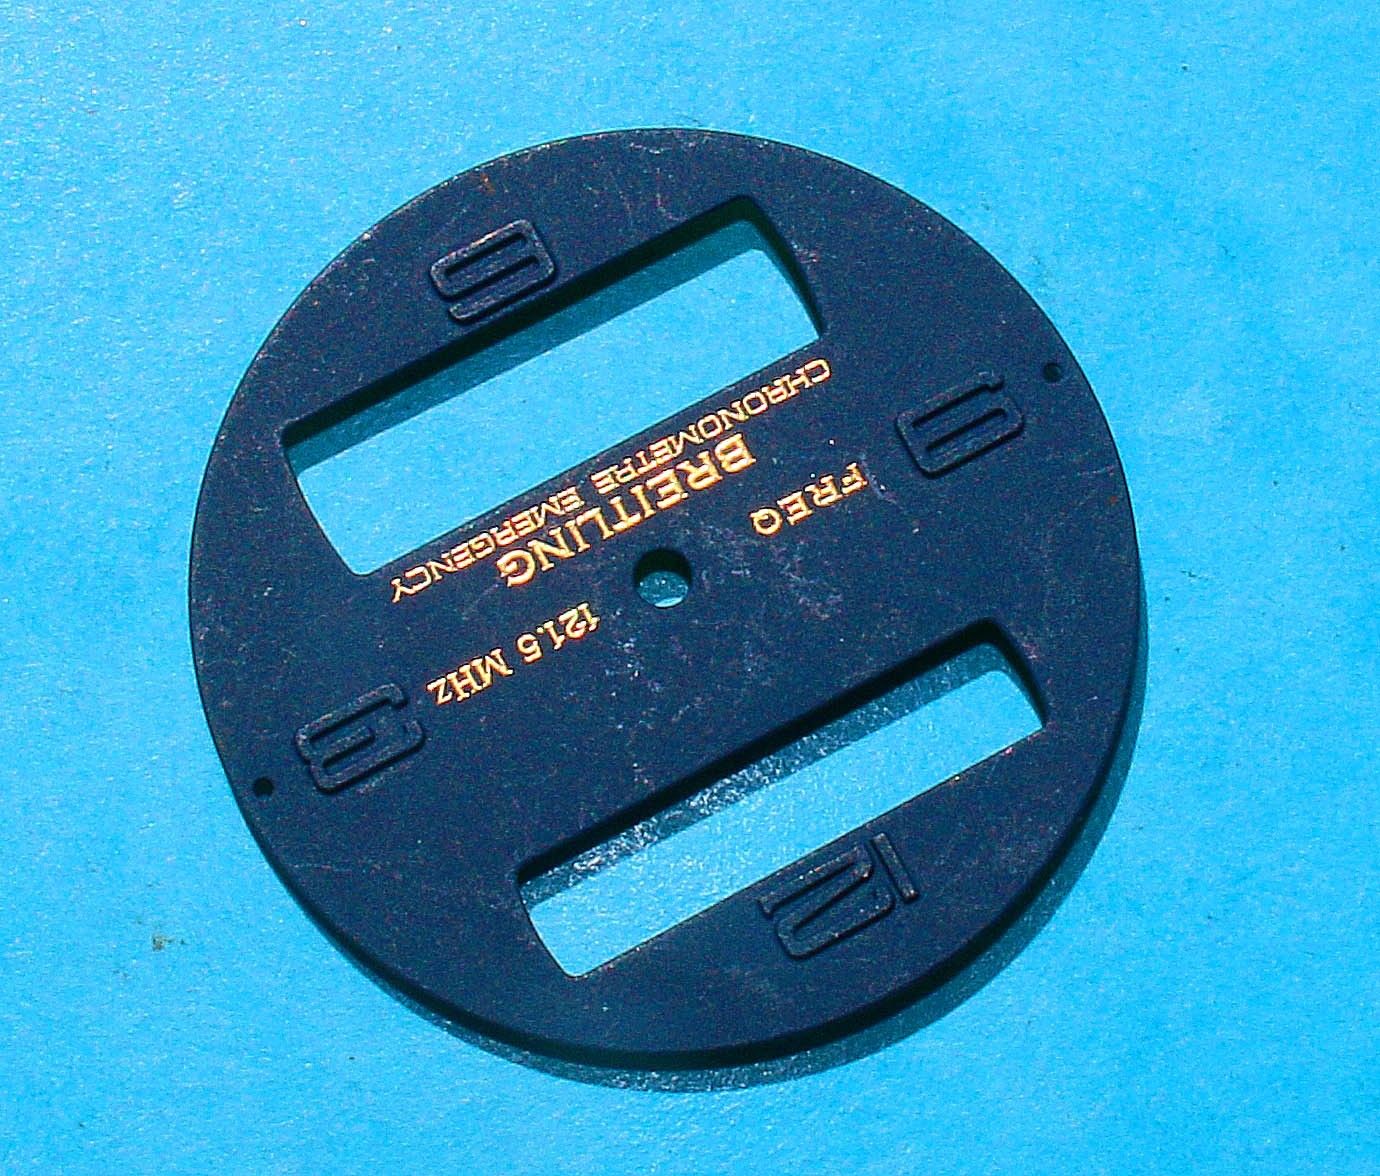 12
9 FREQ 121.5 MHz 3
BREITLING
CHRONOMETRE EMERGENCY
6